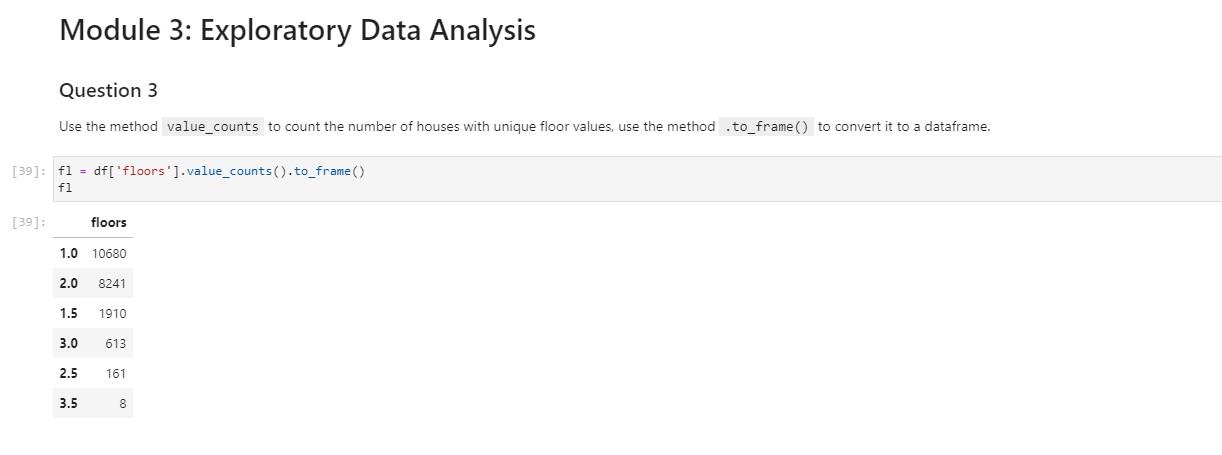 Module 3: Exploratory Data Analysis
Question 3
Use the method value_counts to count the number of houses with unique floor values, use the method .to_frame() to convert it to a dataframe.
[39]: fl = df['floors'].value_counts().to_frame()
fl
[39]: floors
1.0 10680
2.0 8241
1.5 1910
3.0 613
2.5 161
3.5 8